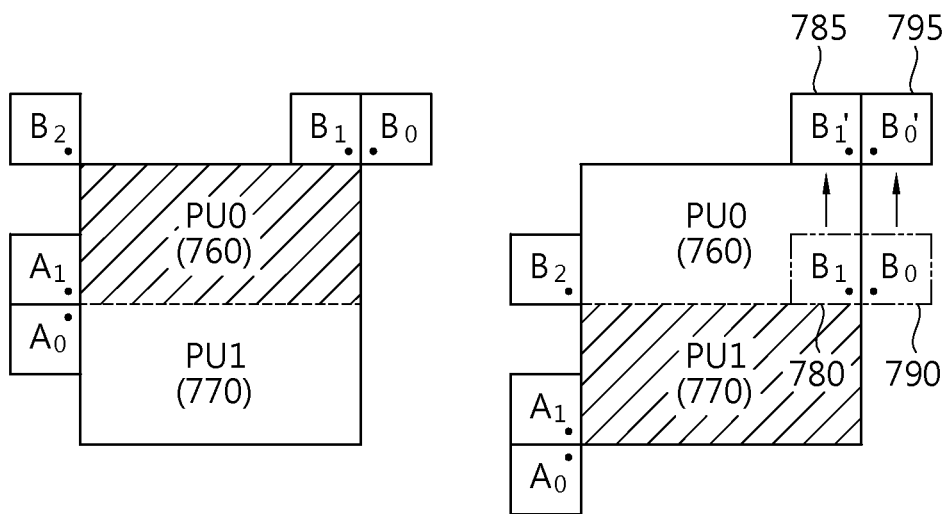 785 795
B2 B1 B0 B1' B0'
PU0
(760)
PU0
(760)
A1
B2
B1 B0
A0
PU1
(770)
PU1
(770)
780 790
A1
A0